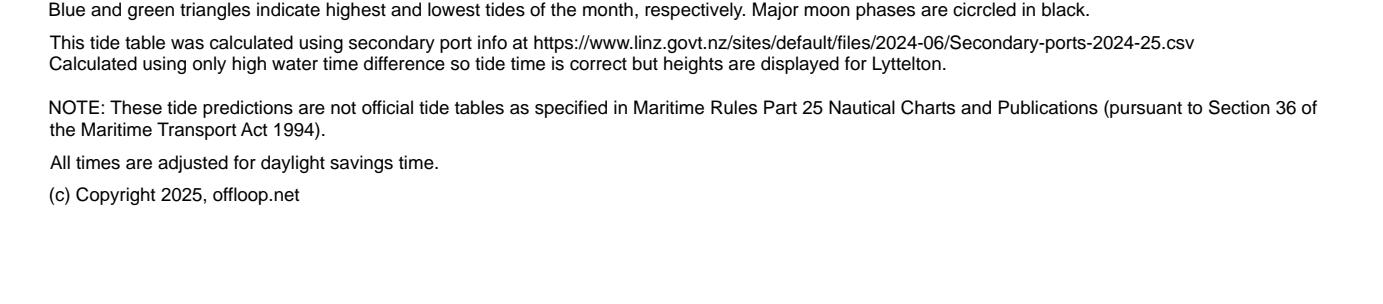 Blue and green triangles indicate highest and lowest tides of the month, respectively. Major moon phases are cicrcled in black.
This tide table was calculated using secondary port info at https://www.linz.govt.nz/sites/default/files/2024-06/Secondary-ports-2024-25.csv
Calculated using only high water time difference so tide time is correct but heights are displayed for Lyttelton.
NOTE: These tide predictions are not official tide tables as specified in Maritime Rules Part 25 Nautical Charts and Publications (pursuant to Section 36 of
the Maritime Transport Act 1994).
All times are adjusted for daylight savings time.
(c) Copyright 2025, offloop.net